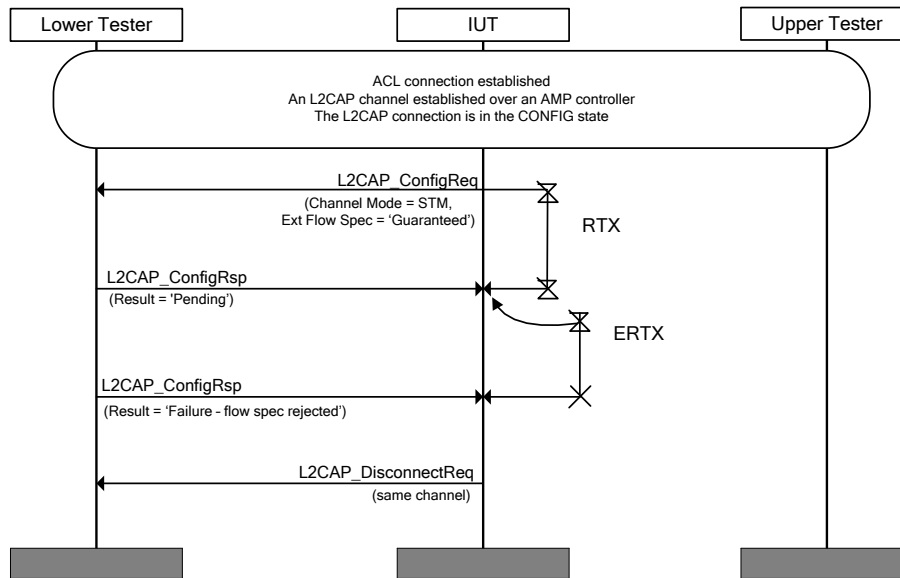 Lower Tester
IUT
Upper Tester
ACL connection established
An L2CAP channel established over an AMP controller
The L2CAP connection is in the CONFIG state
L2CAP_ConfigReq
(Channel Mode = STM,
Ext Flow Spec = ‘Guaranteed’)
RTX
L2CAP_ConfigRsp
(Result = 'Pending’)
ERTX
L2CAP_ConfigRsp
(Result = ‘Failure - flow spec rejected’)
L2CAP_DisconnectReq
(same channel)